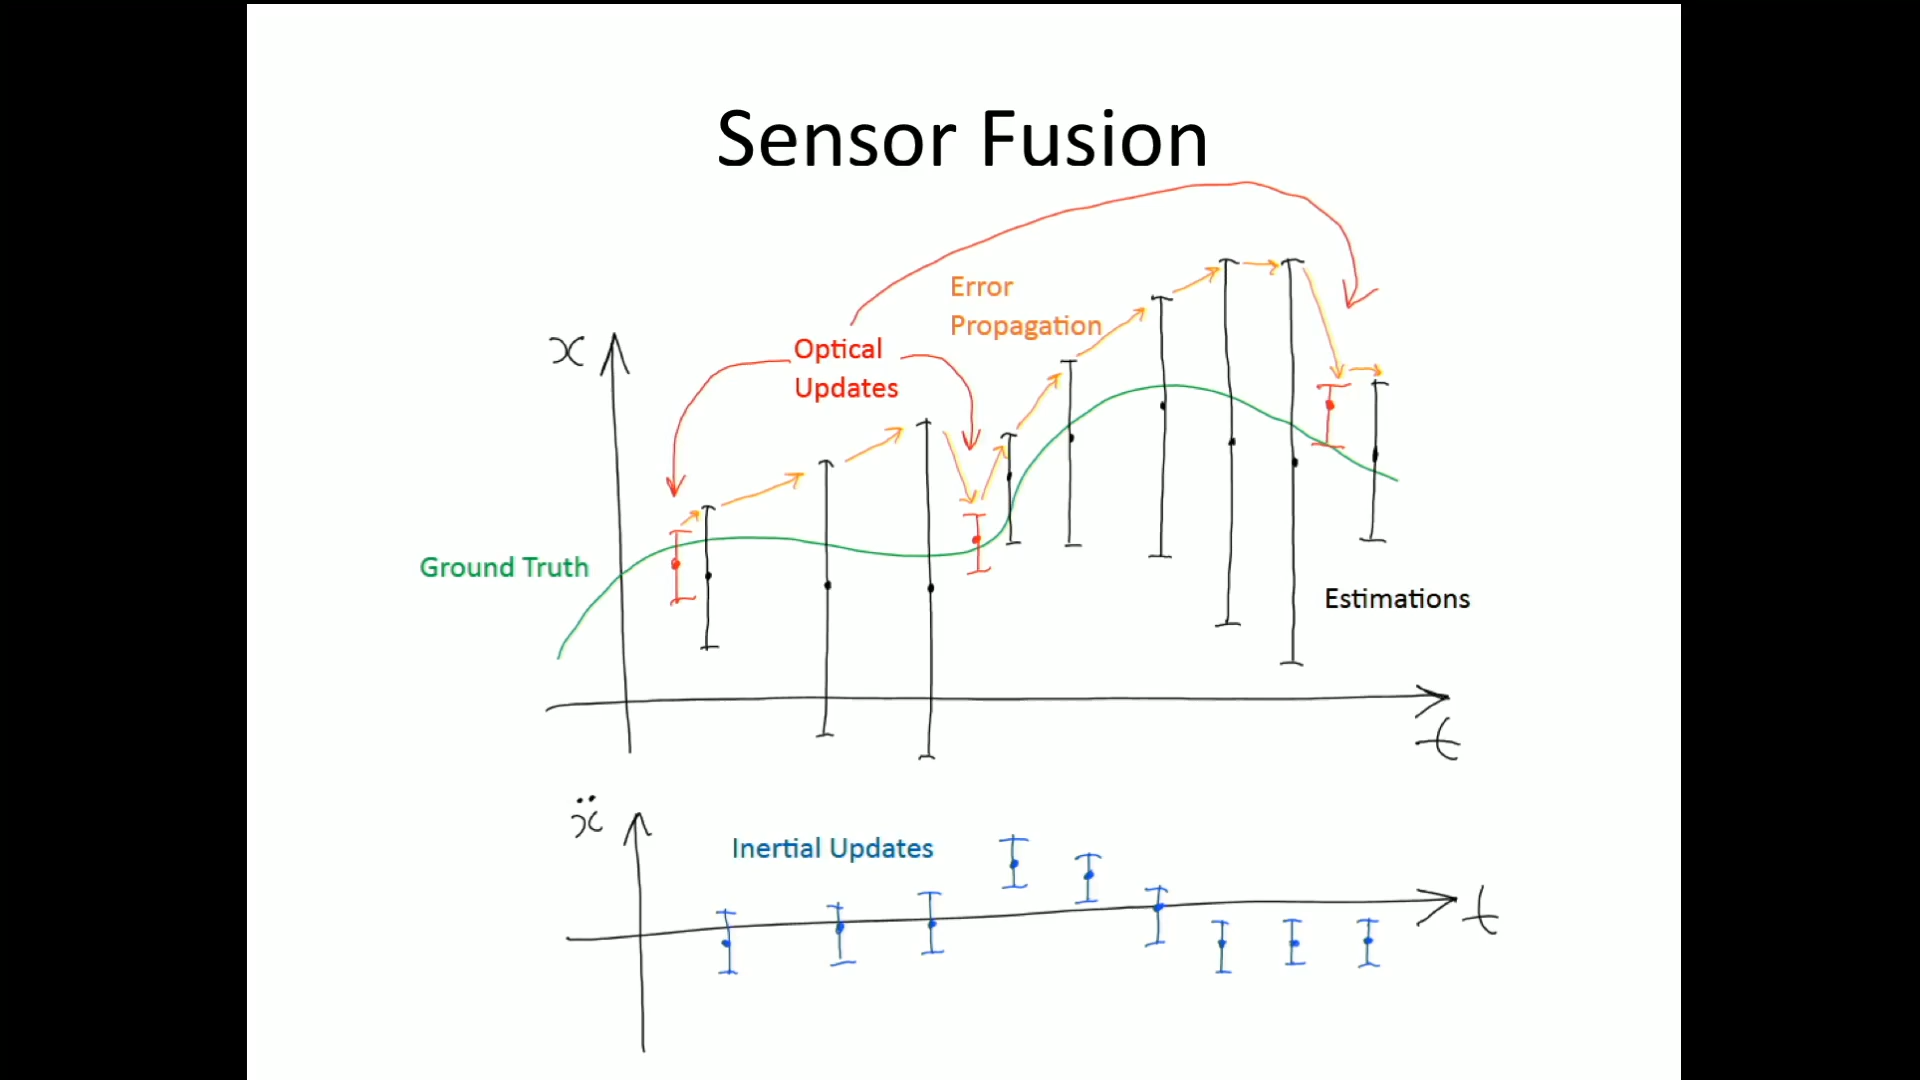 Sensor Fusion
Error
Propagation
x
Optical
Updates
Ground Truth
Estimations
t
ẍ
Inertial Updates
t